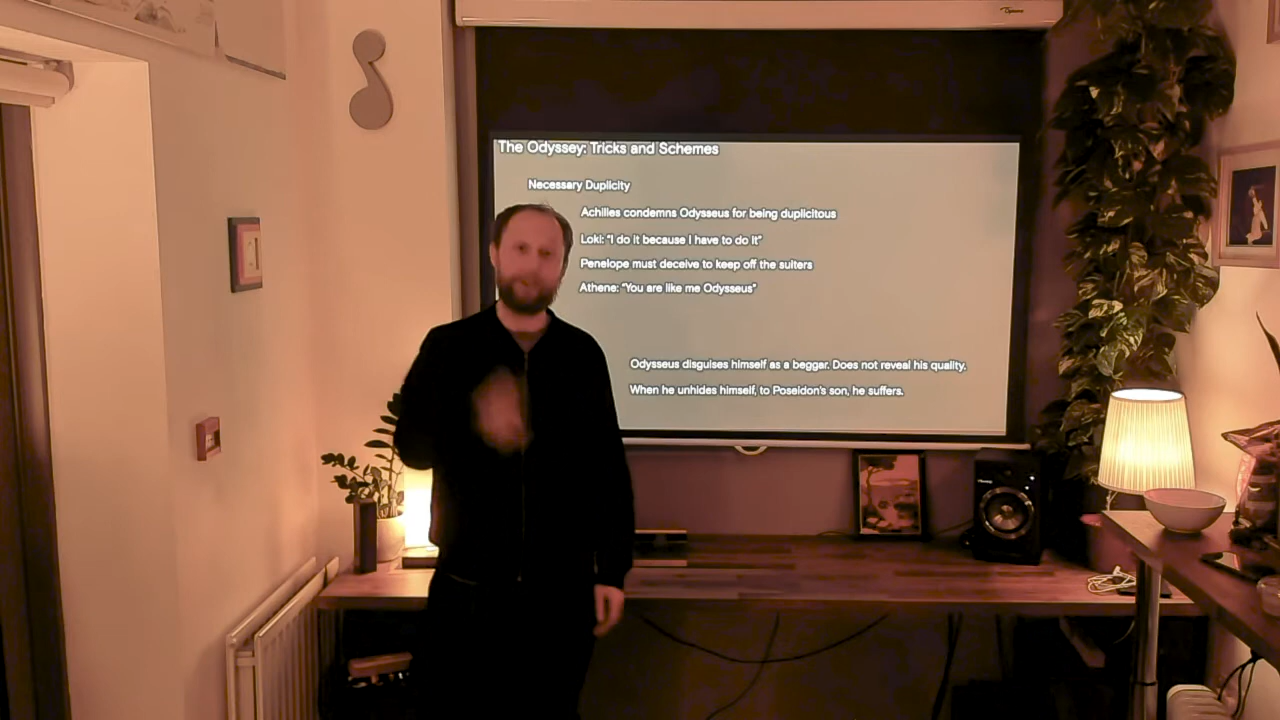 The Odyssey: Tricks and Schemes
Necessary Duplicity
Achilles condemns Odysseus for being duplicitous
Loki: "I do it because I have to do it"
Penelope must deceive to keep off the suiters
Athene: "You are like me Odysseus"
Odysseus disguises himself as a beggar. Does not reveal his quality.
When he unhides himself, to Poseidon's son, he suffers.